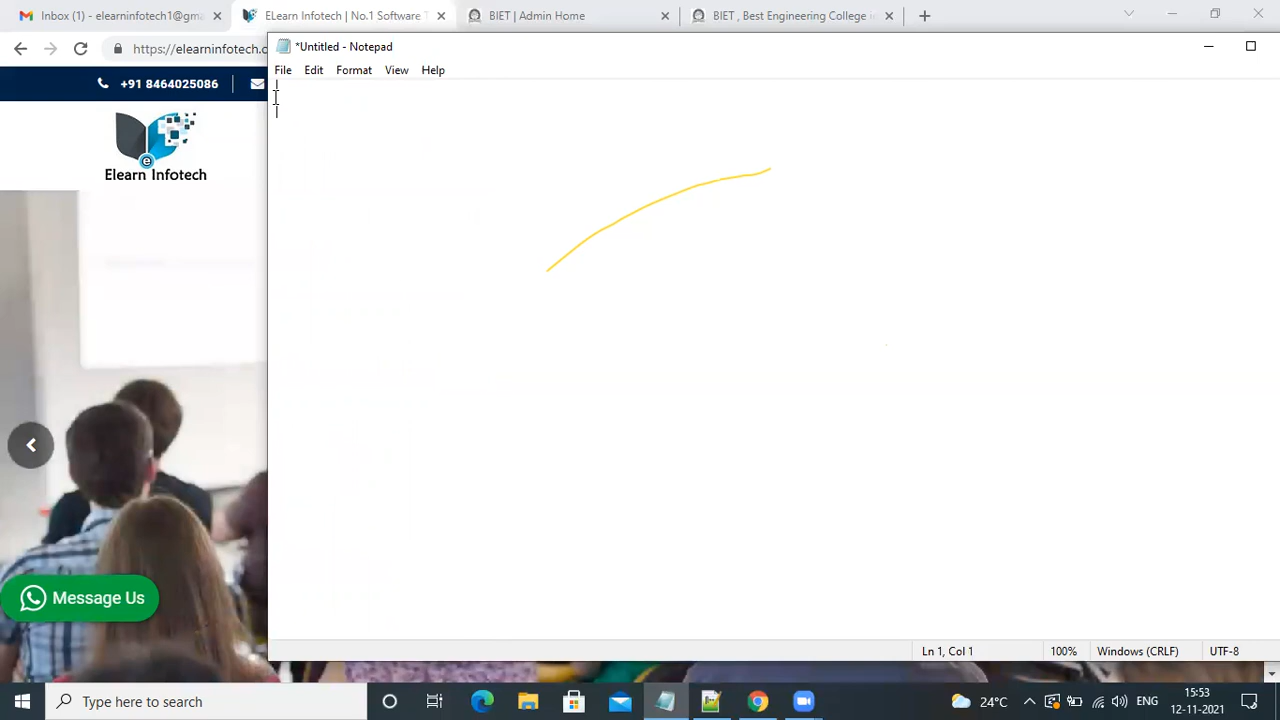 Inbox (1) - elearninfotech1@gma
ELearn Infotech | No.1 Software T
BIET | Admin Home
BIET , Best Engineering College i
https://elearninfotech.c
*Untitled - Notepad
File Edit Format View Help
+91 8464025086
e
Elearn Infotech
Message Us
Ln 1, Col 1
100%
Windows (CRLF)
UTF-8
Type here to search
24°C
ENG
15:53
12-11-2021